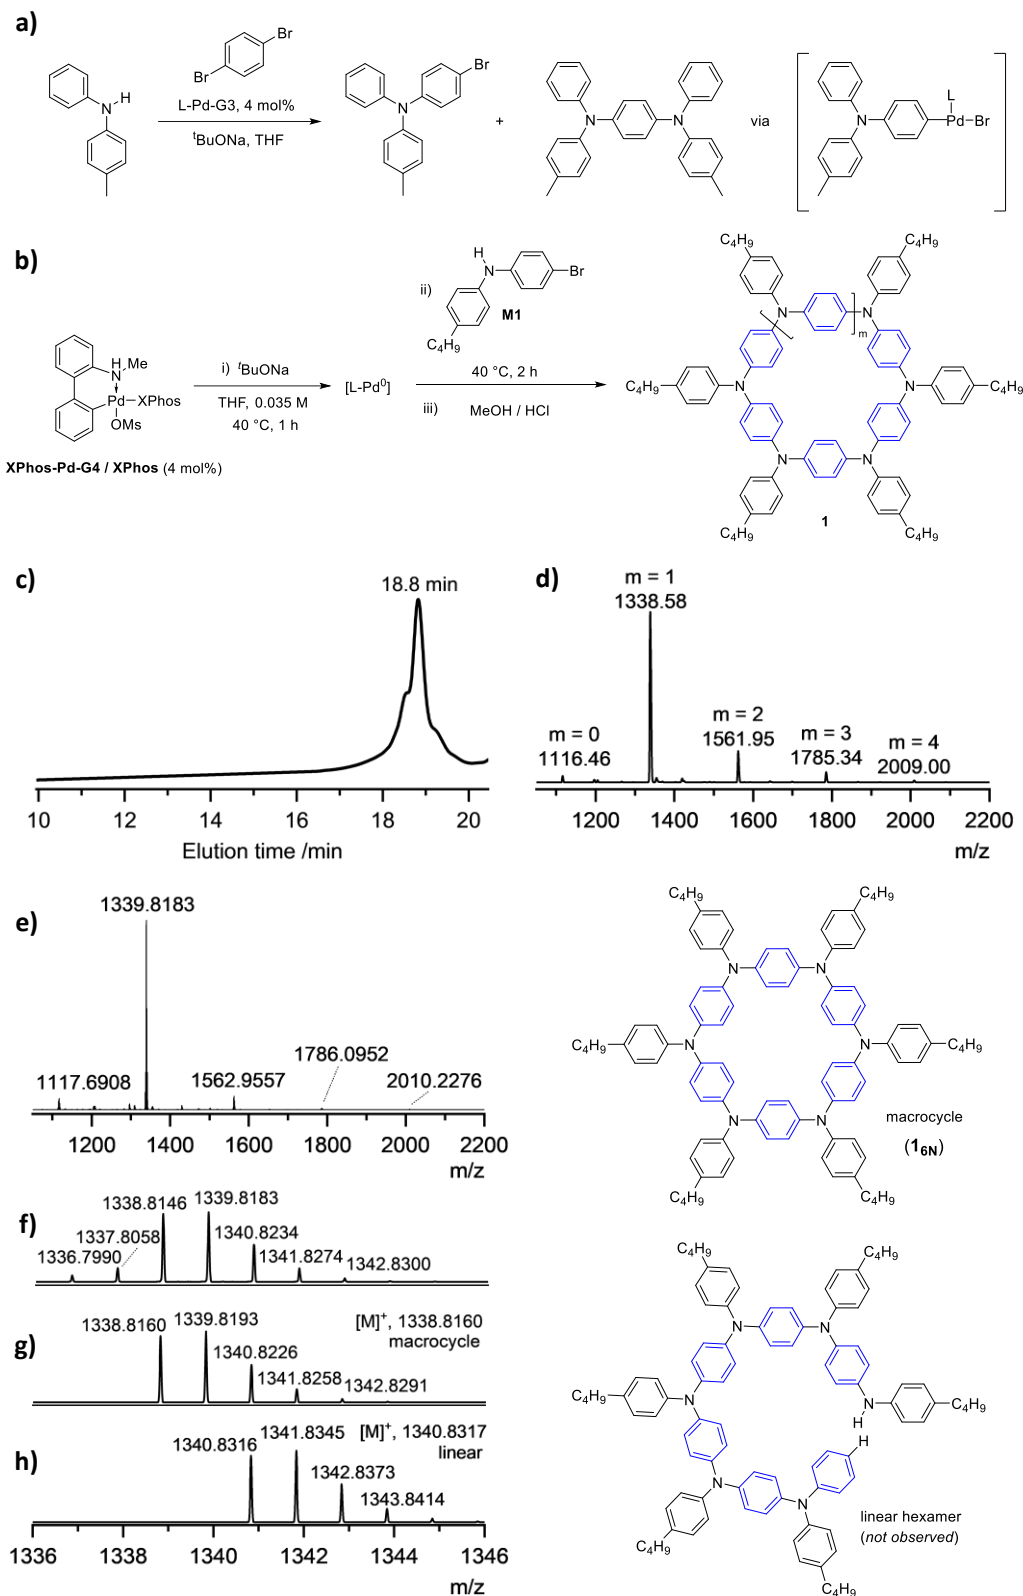 a)
Br
Br
H
N
L-Pd-G3, 4 mol%
ᵗBuONa, THF
Br
N
+
N
N
via
L
Pd
Br
N
b)
H
N
Br
ii)
M1
C₄H₉
H
N
Me
Pd
XPhos
OMs
i) ᵗBuONa
THF, 0.035 M
40 °C, 1 h
[L-Pd⁰]
40 °C, 2 h
iii) MeOH / HCl
XPhos-Pd-G4 / XPhos (4 mol%)
C₄H₉
C₄H₉
N
N
m
C₄H₉
N
N
C₄H₉
N
N
C₄H₉
C₄H₉
1
c)
18.8 min
10 12 14 16 18 20
Elution time /min
d)
m = 1
1338.58
m = 0
1116.46
m = 2
1561.95
m = 3
1785.34
m = 4
2009.00
1200 1400 1600 1800 2000 2200
m/z
e)
1339.8183
1117.6908
1562.9557
1786.0952
2010.2276
1200 1400 1600 1800 2000 2200
m/z
C₄H₉
C₄H₉
N
N
C₄H₉
N
N
C₄H₉
N
N
C₄H₉
C₄H₉
macrocycle
(1₆N)
f)
1336.7990
1337.8058
1338.8146
1339.8183
1340.8234
1341.8274
1342.8300
g)
1338.8160
1339.8193
1340.8226
1341.8258
1342.8291
[M]⁺, 1338.8160
macrocycle
h)
1340.8316
1341.8345
1342.8373
1343.8414
[M]⁺, 1340.8317
linear
1336 1338 1340 1342 1344 1346
m/z
C₄H₉
C₄H₉
N
N
C₄H₉
N
N
H
C₄H₉
H
N
N
C₄H₉
C₄H₉
linear hexamer
(not observed)